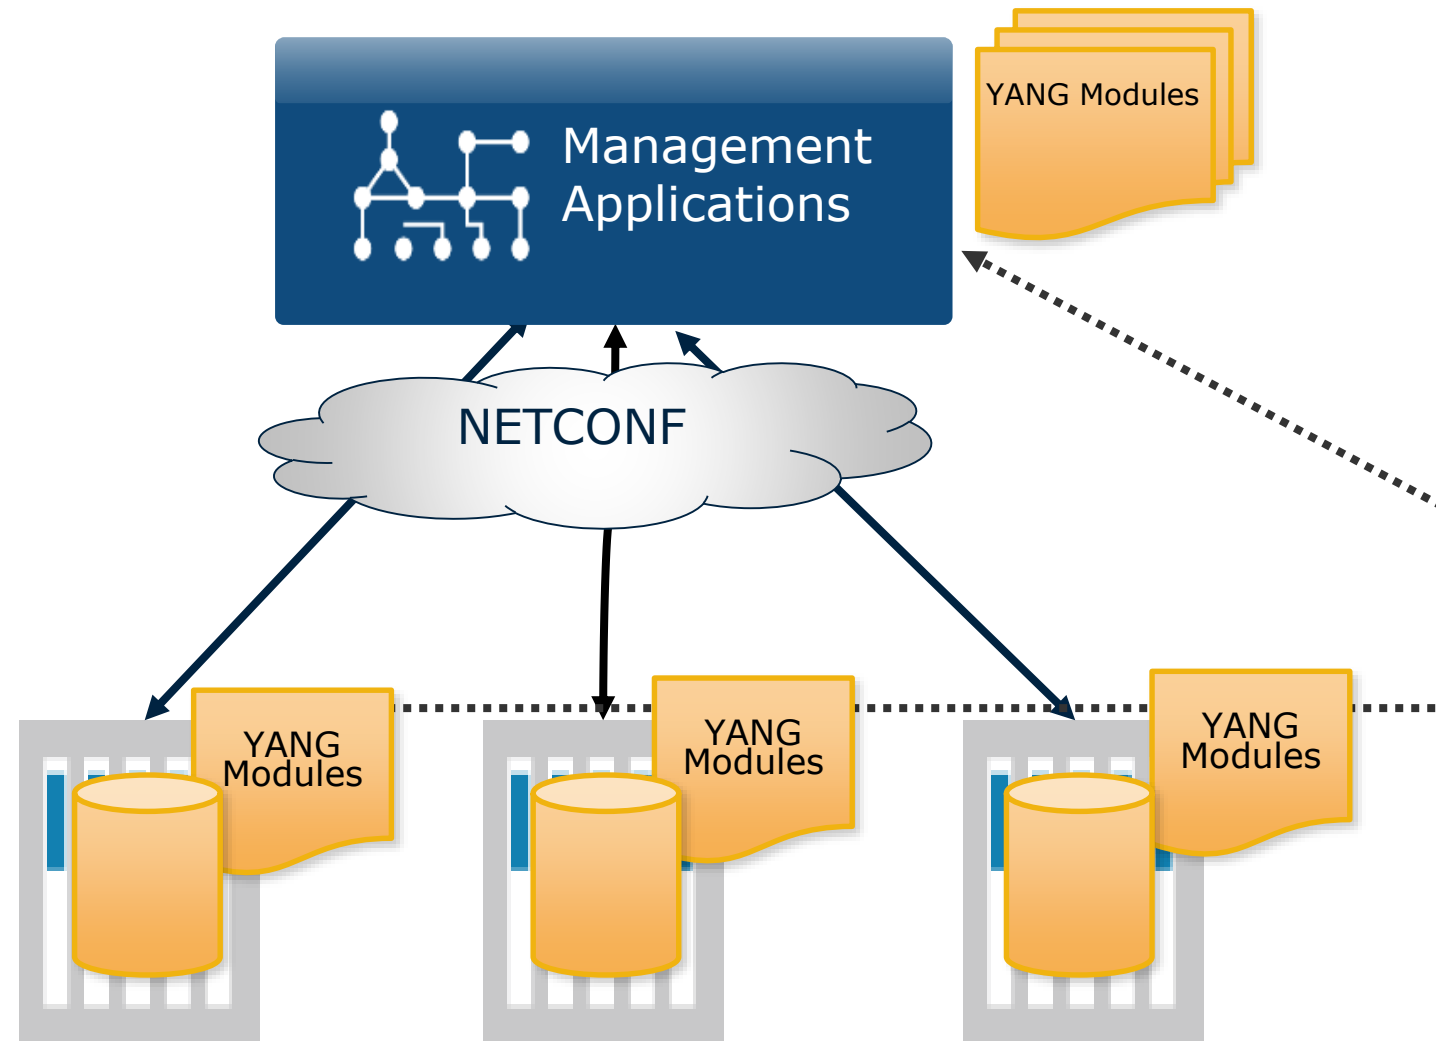 YANG Modules
Management
Applications
NETCONF
YANG
Modules
YANG
Modules
YANG
Modules